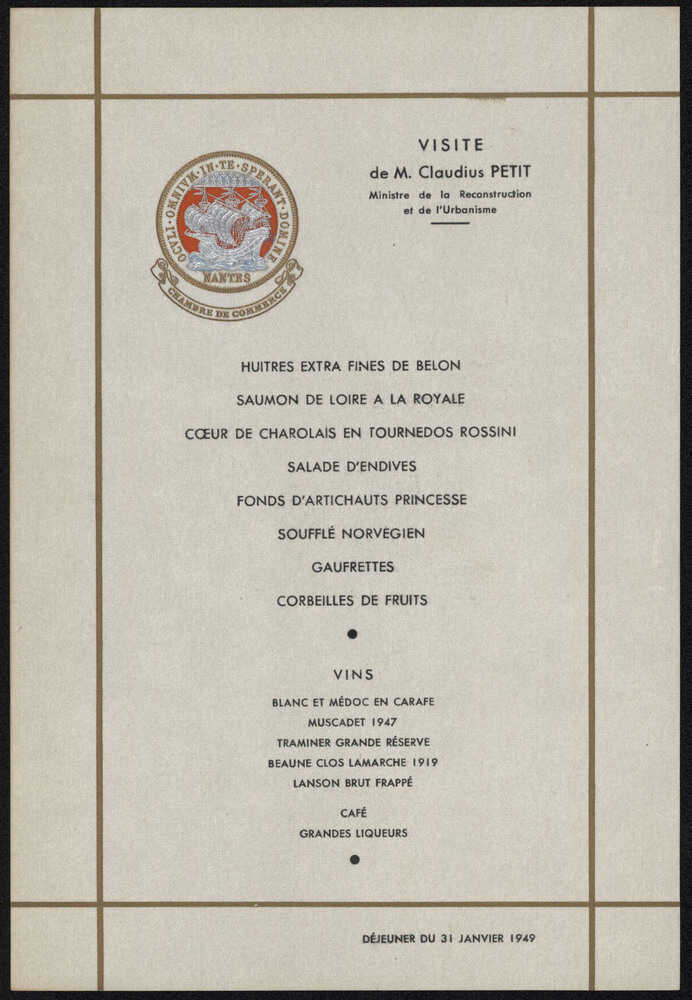 VISITE
de M. Claudius PETIT
Ministre de la Reconstruction
et de l'Urbanisme
OCVLI·OMNIVM·IN·TE·SPERANT·DOMINE
NANTES
CHAMBRE DE COMMERCE
HUITRES EXTRA FINES DE BELON
SAUMON DE LOIRE A LA ROYALE
CŒUR DE CHAROLAIS EN TOURNEDOS ROSSINI
SALADE D'ENDIVES
FONDS D'ARTICHAUTS PRINCESSE
SOUFFLÉ NORVÉGIEN
GAUFRETTES
CORBEILLES DE FRUITS
VINS
BLANC ET MÉDOC EN CARAFE
MUSCADET 1947
TRAMINER GRANDE RÉSERVE
BEAUNE CLOS LAMARCHE 1919
LANSON BRUT FRAPPÉ
CAFÉ
GRANDES LIQUEURS
DÉJEUNER DU 31 JANVIER 1949